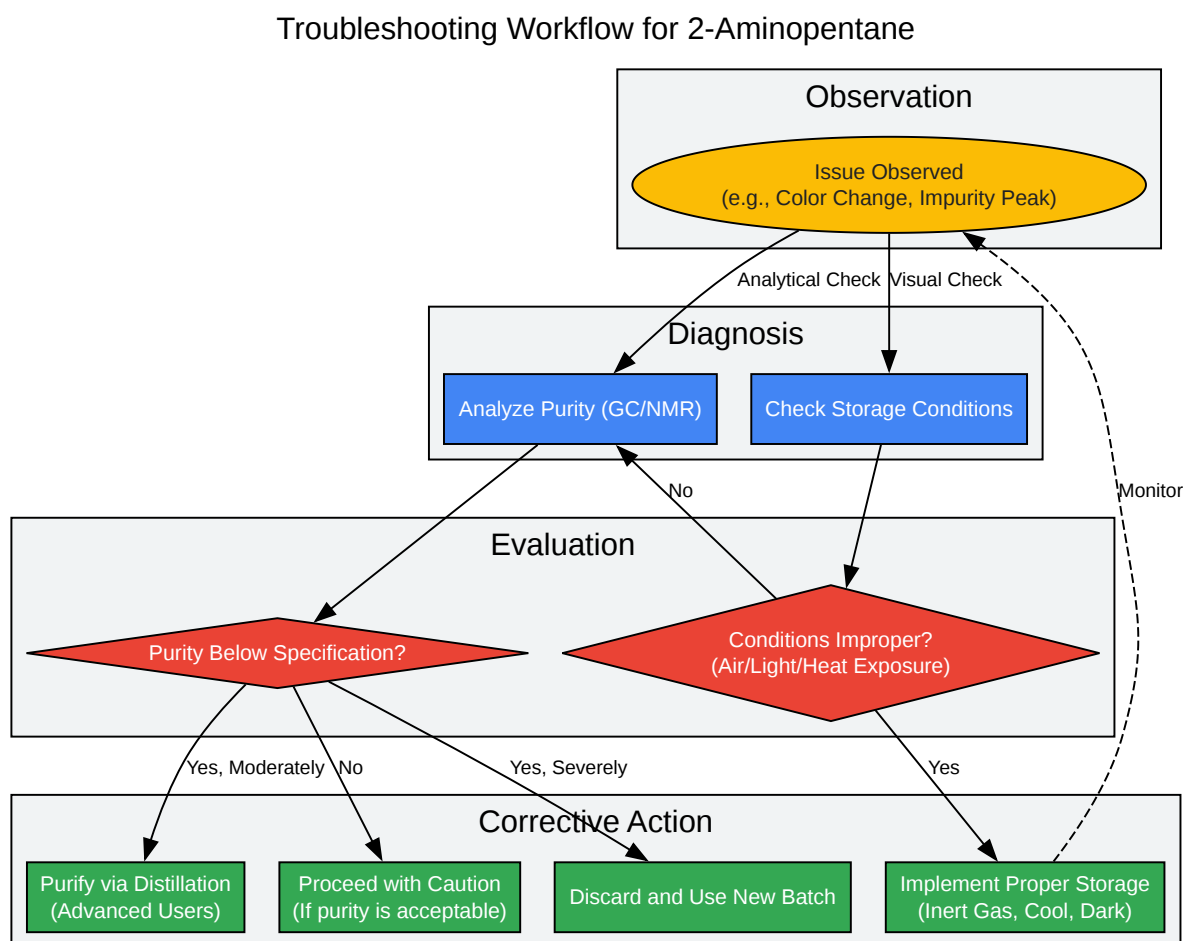 Troubleshooting Workflow for 2-Aminopentane
Observation
Issue Observed
(e.g., Color Change, Impurity Peak)
Analytical Check
Visual Check
Diagnosis
Analyze Purity (GC/NMR)
Check Storage Conditions
No
Monitor
Evaluation
Purity Below Specification?
Conditions Improper?
(Air/Light/Heat Exposure)
Yes, Moderately
No
Yes, Severely
Yes
Corrective Action
Purify via Distillation
(Advanced Users)
Proceed with Caution
(If purity is acceptable)
Discard and Use New Batch
Implement Proper Storage
(Inert Gas, Cool, Dark)